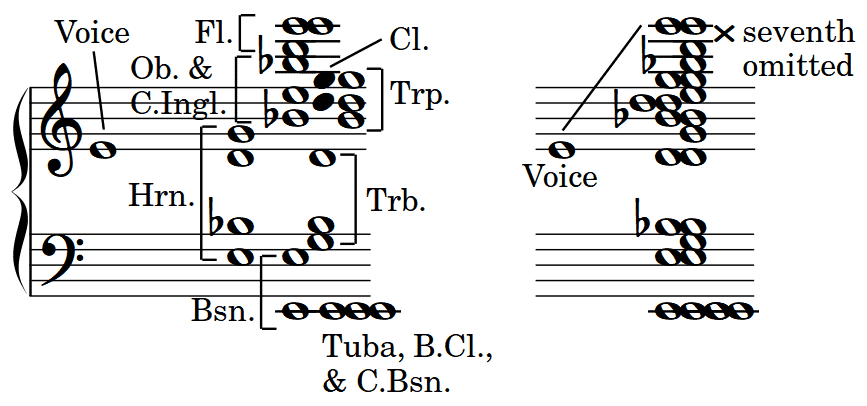 Voice
Fl.
Cl.
Ob. &
C.Ingl.
Trp.
Hrn.
Trb.
Bsn.
Tuba, B.Cl.,
& C.Bsn.
× seventh
omitted
Voice